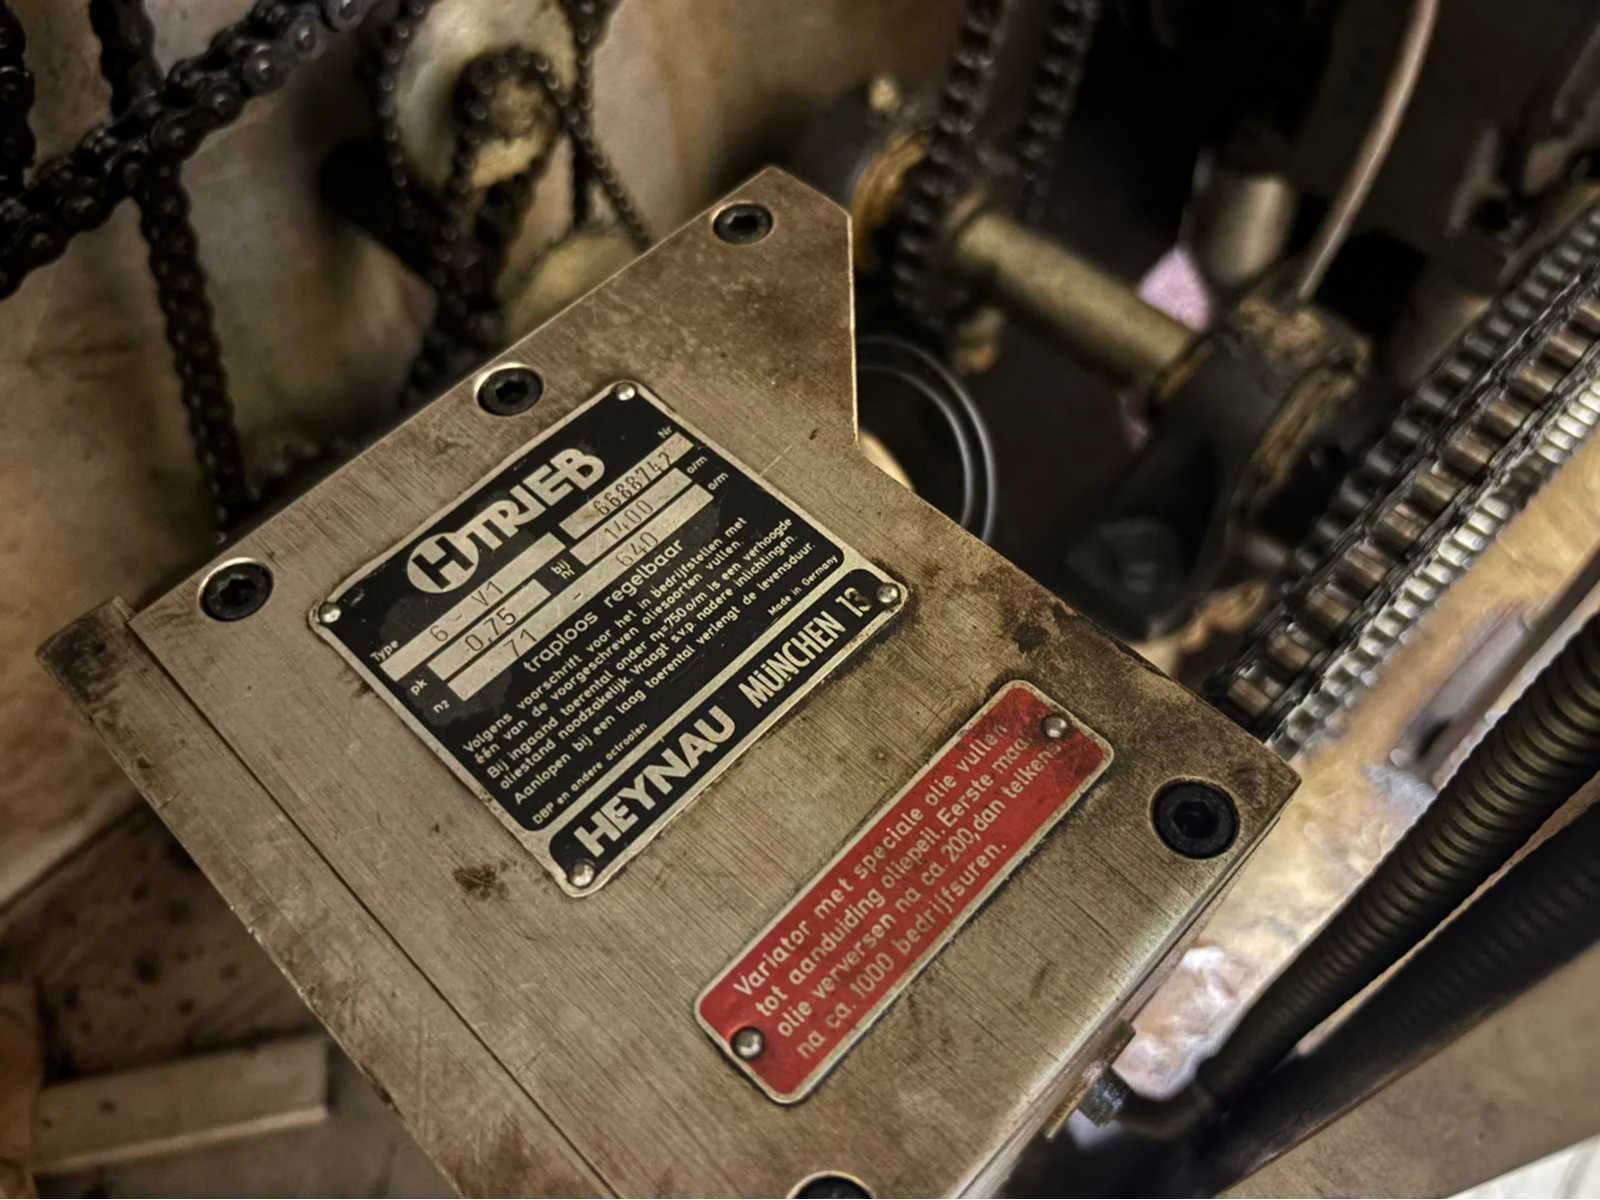 H-TRIEB
Nr
Type 6 - V1 6688742
pk 0,75 bij n1 1400 o/m
n2 71 - 640 o/m
traploos regelbaar
Volgens voorschrift voor het in bedrijfstellen met
één van de voorgeschreven oliesoorten vullen.
Bij ingaand toerental onder n1=750 o/m is een verhoogde
oliestand noodzakelijk. Vraagt s.v.p. nadere inlichtingen.
Aanlopen bij een laag toerental verlengt de levensduur.
DBP en andere octrooien Made in Germany
HEYNAU MÜNCHEN 13
Variator met speciale olie vullen
tot aanduiding oliepeil. Eerste maal
olie verversen na ca. 200, dan telkens
na ca. 1000 bedrijfsuren.